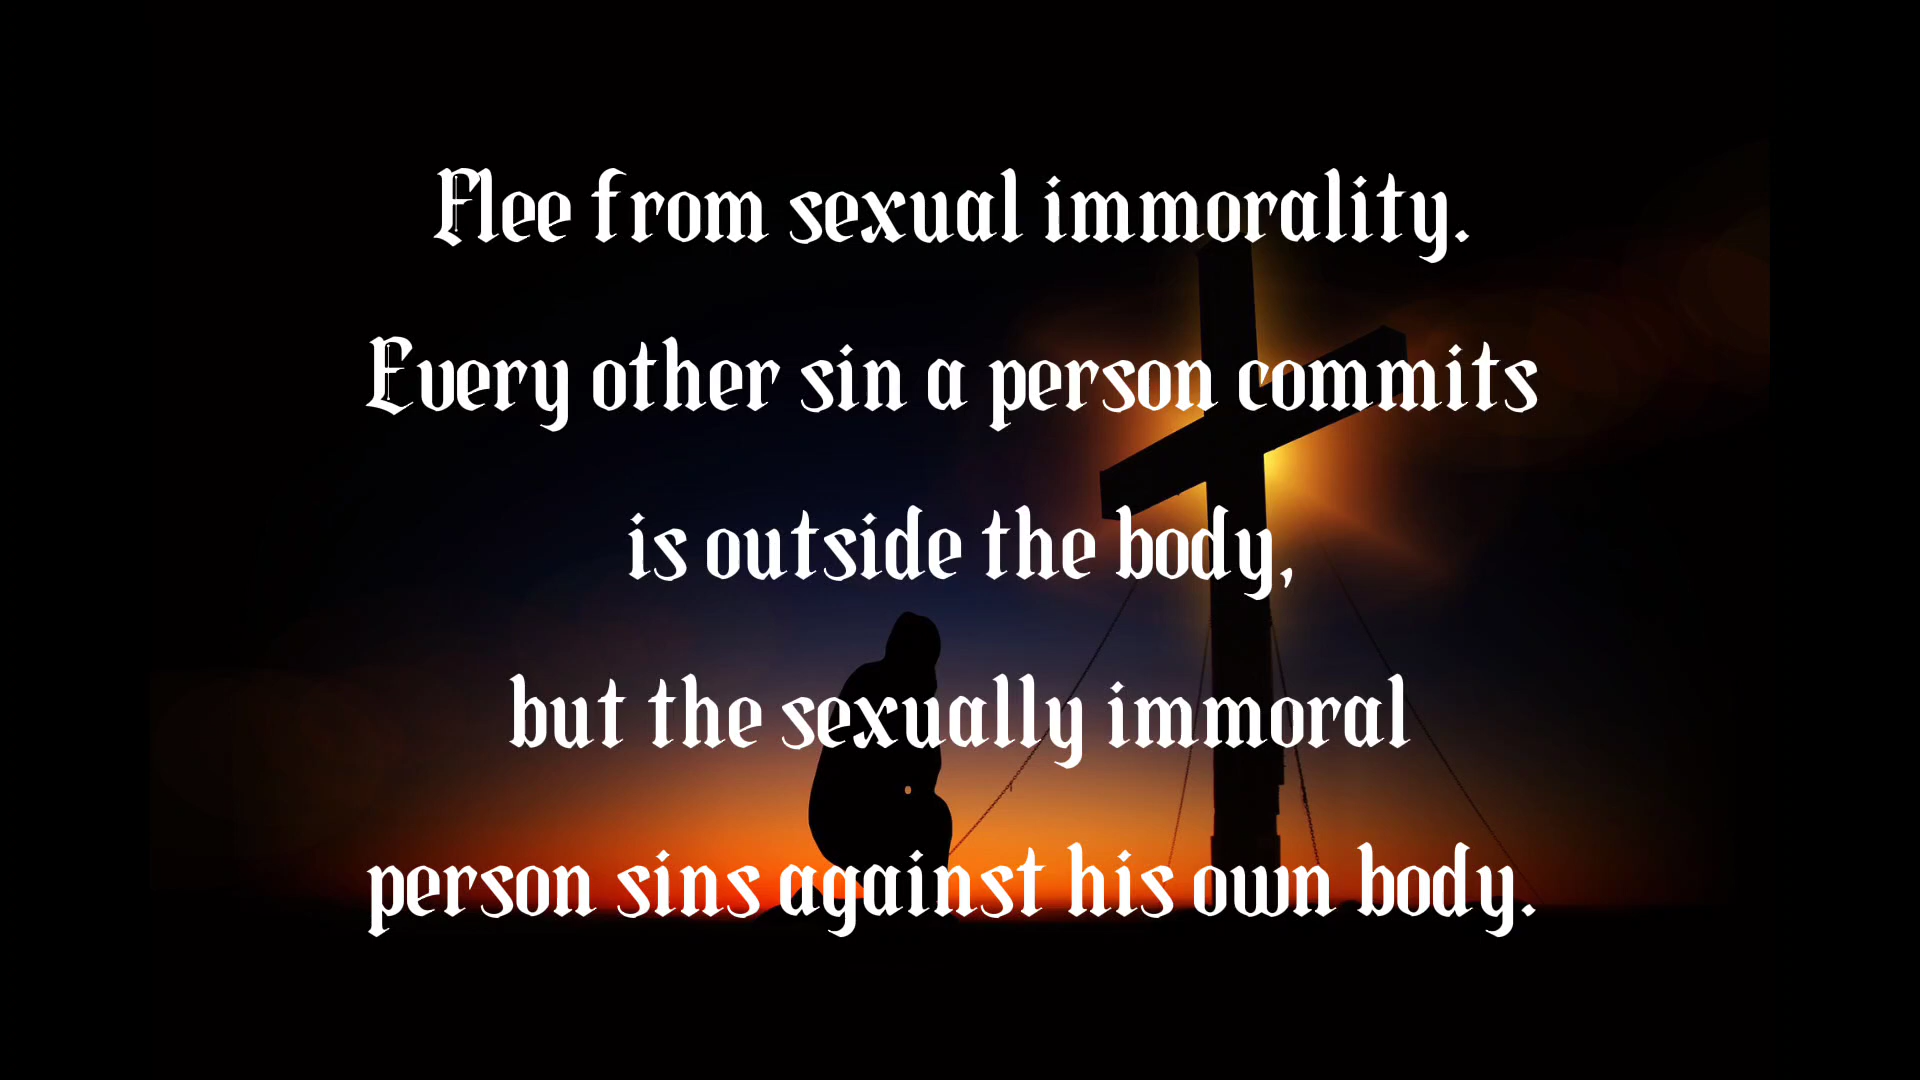 Flee from sexual immorality.
Every other sin a person commits
is outside the body,
but the sexually immoral
person sins against his own body.